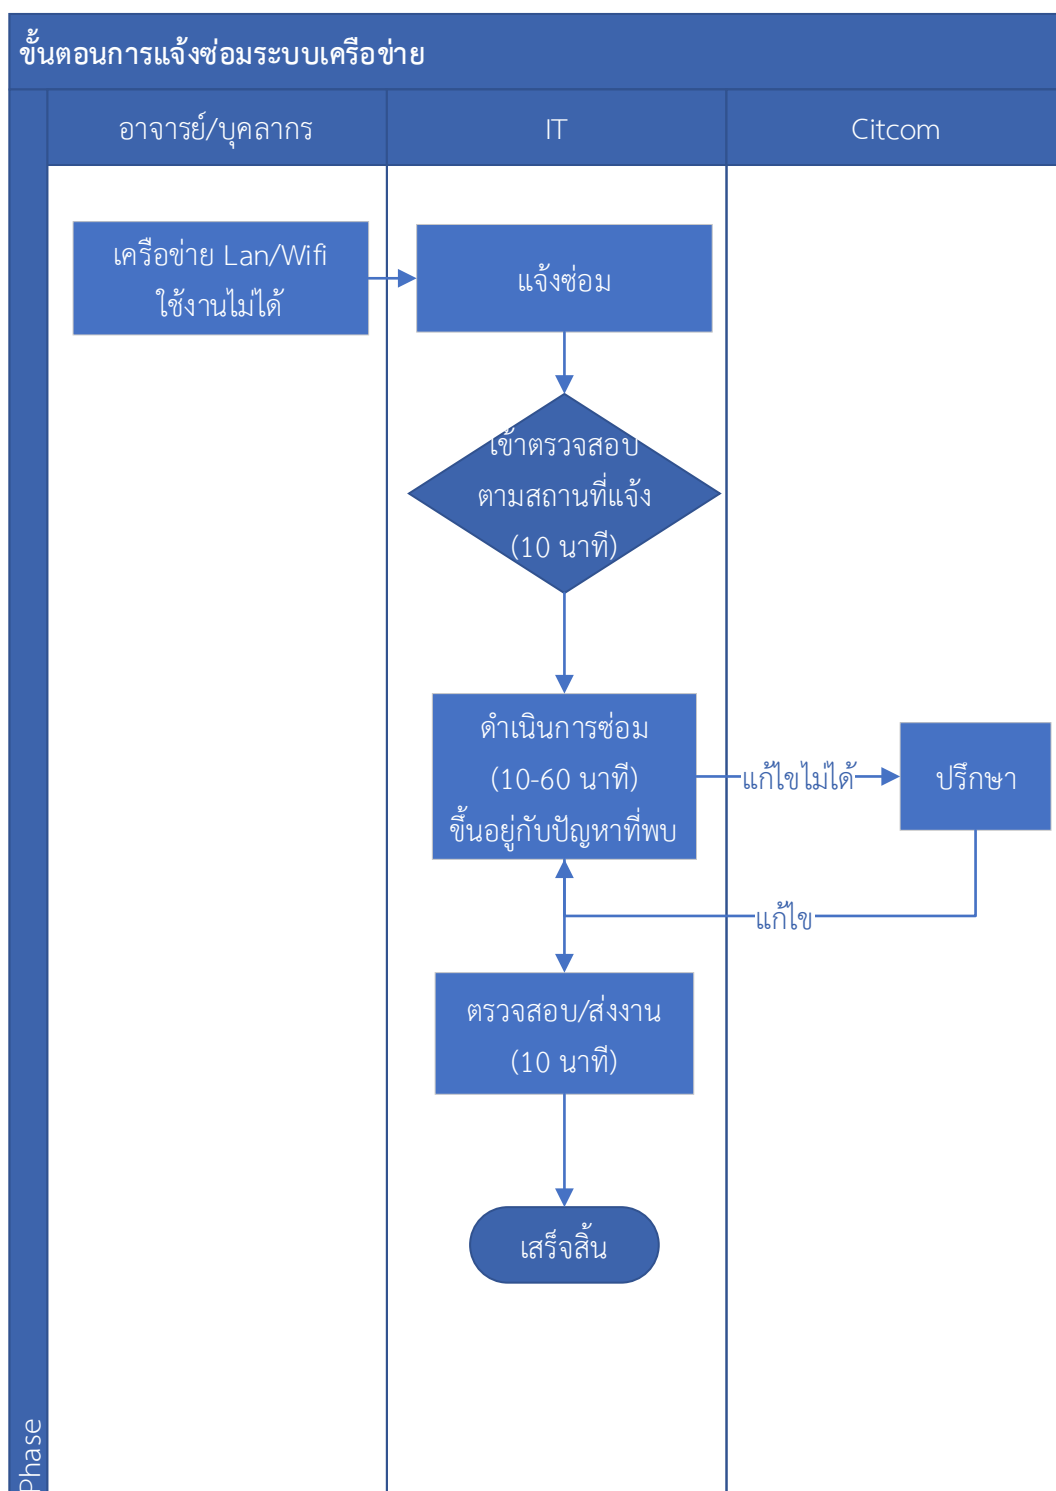 ขั้นตอนการแจ้งซ่อมระบบเครือข่าย
อาจารย์/บุคลากร
IT
Citcom
เครือข่าย Lan/Wifi
ใช้งานไม่ได้
แจ้งซ่อม
เข้าตรวจสอบ
ตามสถานที่แจ้ง
(10 นาที)
ดำเนินการซ่อม
(10-60 นาที)
ขึ้นอยู่กับปัญหาที่พบ
แก้ไขไม่ได้
ปรึกษา
แก้ไข
ตรวจสอบ/ส่งงาน
(10 นาที)
เสร็จสิ้น
Phase